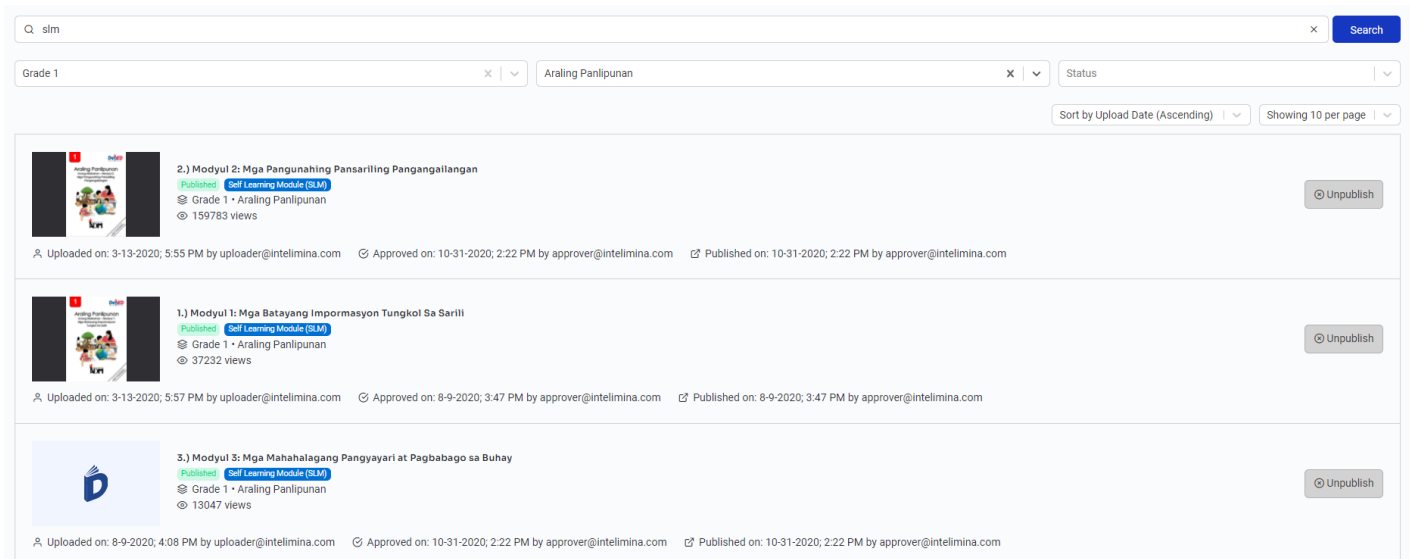 slm
Search
Grade 1
Araling Panlipunan
Status
Sort by Upload Date (Ascending)
Showing 10 per page
1
Araling Panlipunan
2.) Modyul 2: Mga Pangunahing Pansariling Pangangailangan
Published Self Learning Module (SLM)
Grade 1 • Araling Panlipunan
159783 views
Unpublish
Uploaded on: 3-13-2020; 5:55 PM by uploader@intelimina.com Approved on: 10-31-2020; 2:22 PM by approver@intelimina.com Published on: 10-31-2020; 2:22 PM by approver@intelimina.com
1
Araling Panlipunan
1.) Modyul 1: Mga Batayang Impormasyon Tungkol Sa Sarili
Published Self Learning Module (SLM)
Grade 1 • Araling Panlipunan
37232 views
Unpublish
Uploaded on: 3-13-2020; 5:57 PM by uploader@intelimina.com Approved on: 8-9-2020; 3:47 PM by approver@intelimina.com Published on: 8-9-2020; 3:47 PM by approver@intelimina.com
3.) Modyul 3: Mga Mahahalagang Pangyayari at Pagbabago sa Buhay
Published Self Learning Module (SLM)
Grade 1 • Araling Panlipunan
13047 views
Unpublish
Uploaded on: 8-9-2020; 4:08 PM by uploader@intelimina.com Approved on: 10-31-2020; 2:22 PM by approver@intelimina.com Published on: 10-31-2020; 2:22 PM by approver@intelimina.com